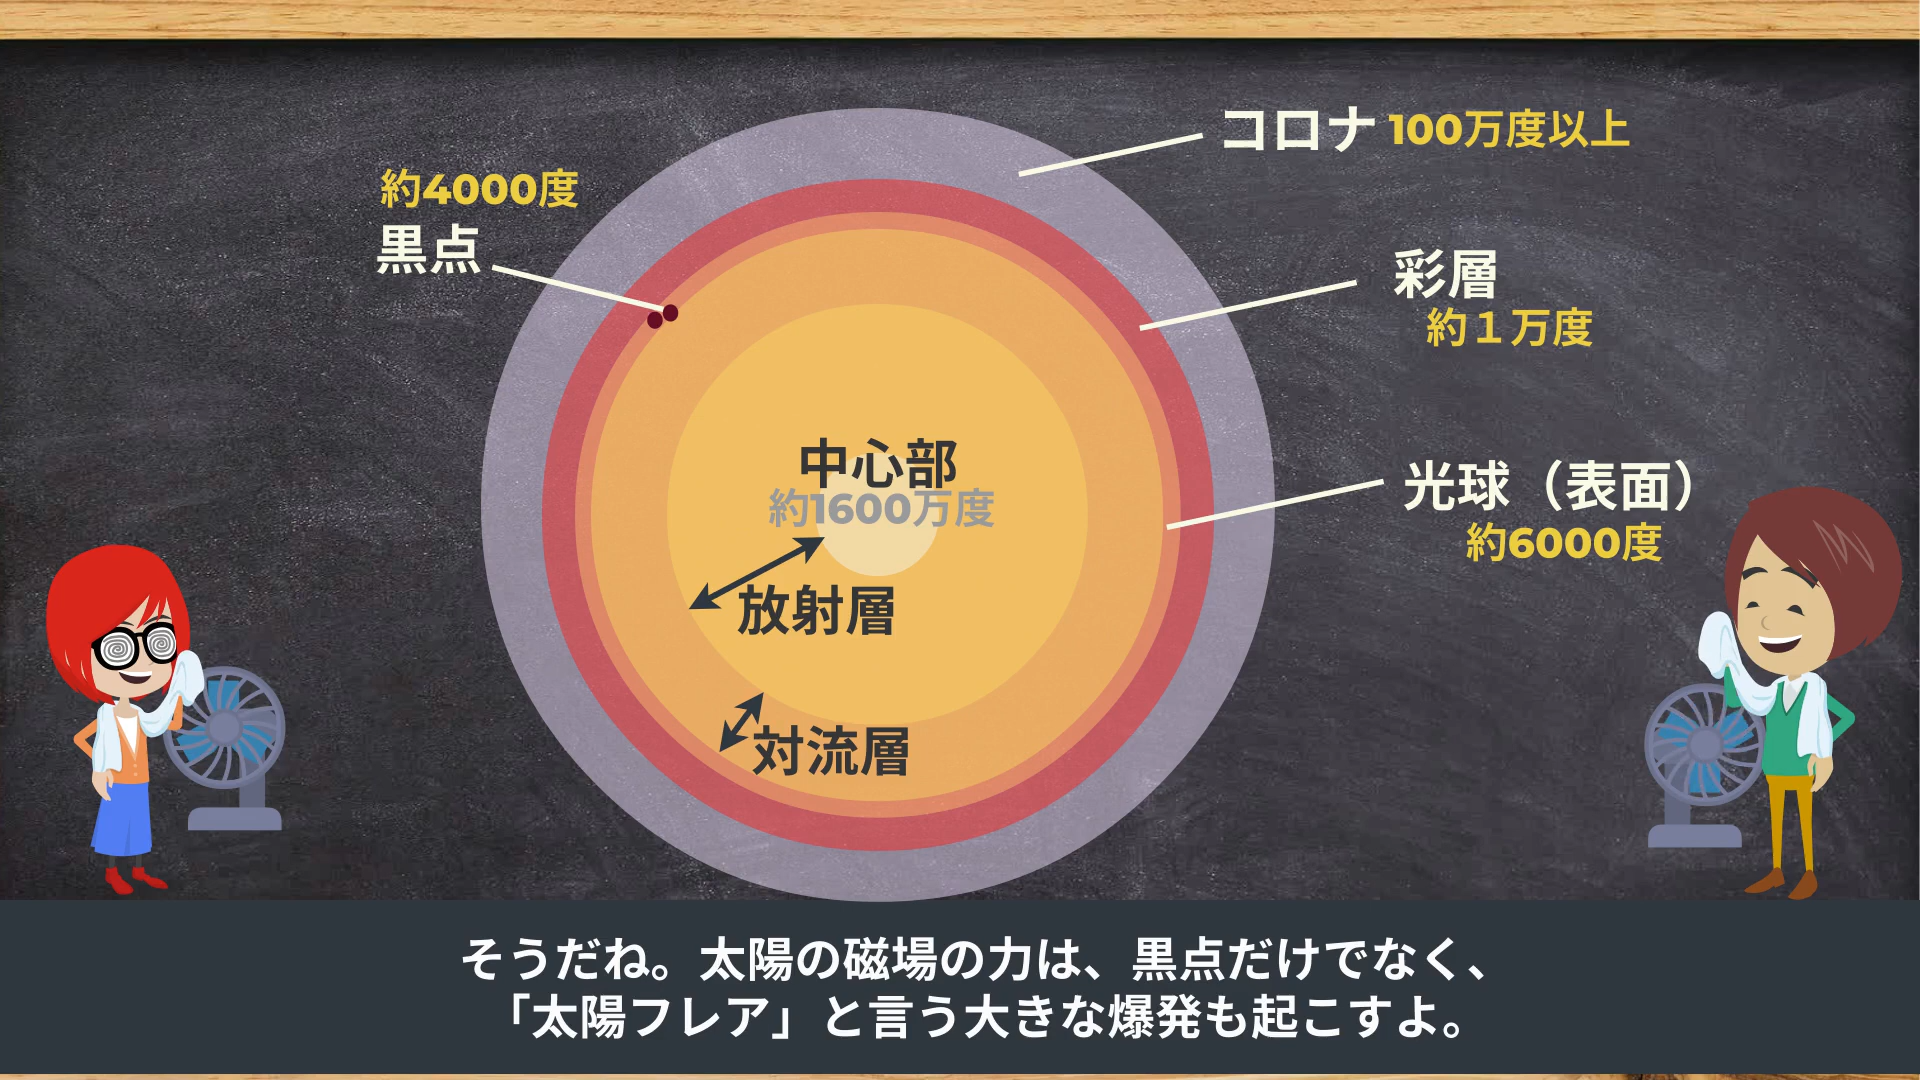 コロナ 100万度以上
約4000度
黒点
彩層
約１万度
中心部
約1600万度
光球（表面）
約6000度
放射層
対流層
そうだね。太陽の磁場の力は、黒点だけでなく、
「太陽フレア」と言う大きな爆発も起こすよ。